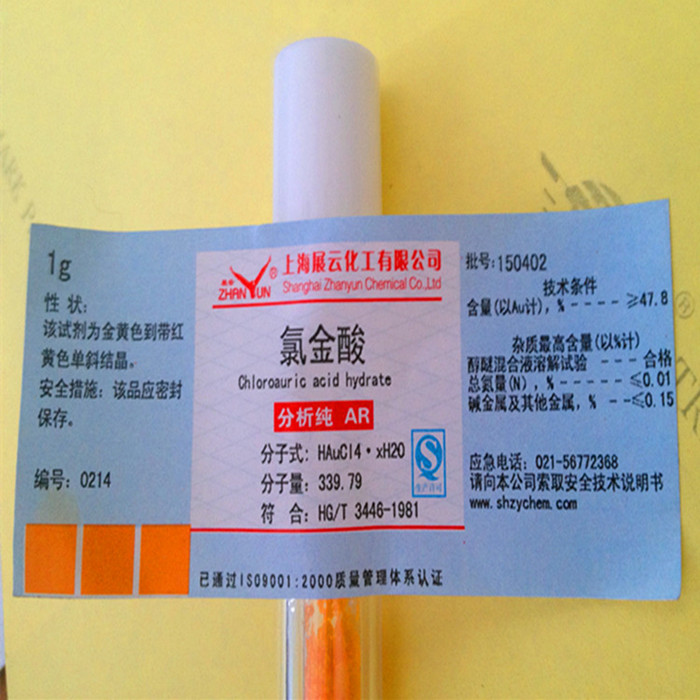 1g
性 状:
该试剂为金黄色到带红
黄色单斜结晶。
安全措施: 该品应密封
保存。
编号: 0214
展云
ZHANYUN
®
上海展云化工有限公司
Shanghai Zhanyun Chemical Co.,Ltd
氯金酸
Chloroauric acid hydrate
分析纯 AR
分子式: HAuCl4·xH2O
分子量: 339.79
符 合: HG/T 3446-1981
生产许可
已通过ISO9001:2000质量管理体系认证
批号: 150402
技术条件
含量(以Au计), % ---- ≥47.8
杂质最高含量(以%计)
醇醚混合液溶解试验 --- 合格
总氮量(N), % ----- ≤0.01
碱金属及其他金属, % --≤0.15
应急电话: 021-56772368
请向本公司索取安全技术说明书
www.shzychem.com